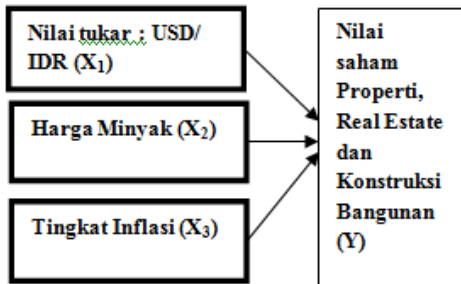 Nilai tukar : USD/
IDR (X₁)
Harga Minyak (X₂)
Tingkat Inflasi (X₃)
Nilai
saham
Properti,
Real Estate
dan
Konstruksi
Bangunan
(Y)